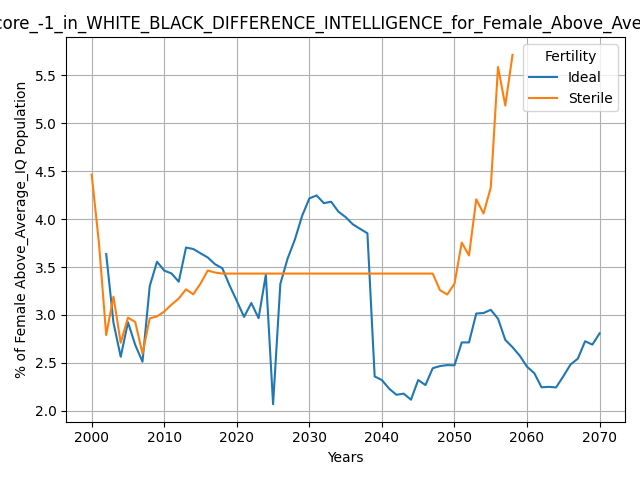 core_-1_in_WHITE_BLACK_DIFFERENCE_INTELLIGENCE_for_Female_Above_Ave
Fertility
Ideal
Sterile
% of Female Above_Average_IQ Population
5.5
5.0
4.5
4.0
3.5
3.0
2.5
2.0
2000 2010 2020 2030 2040 2050 2060 2070
Years